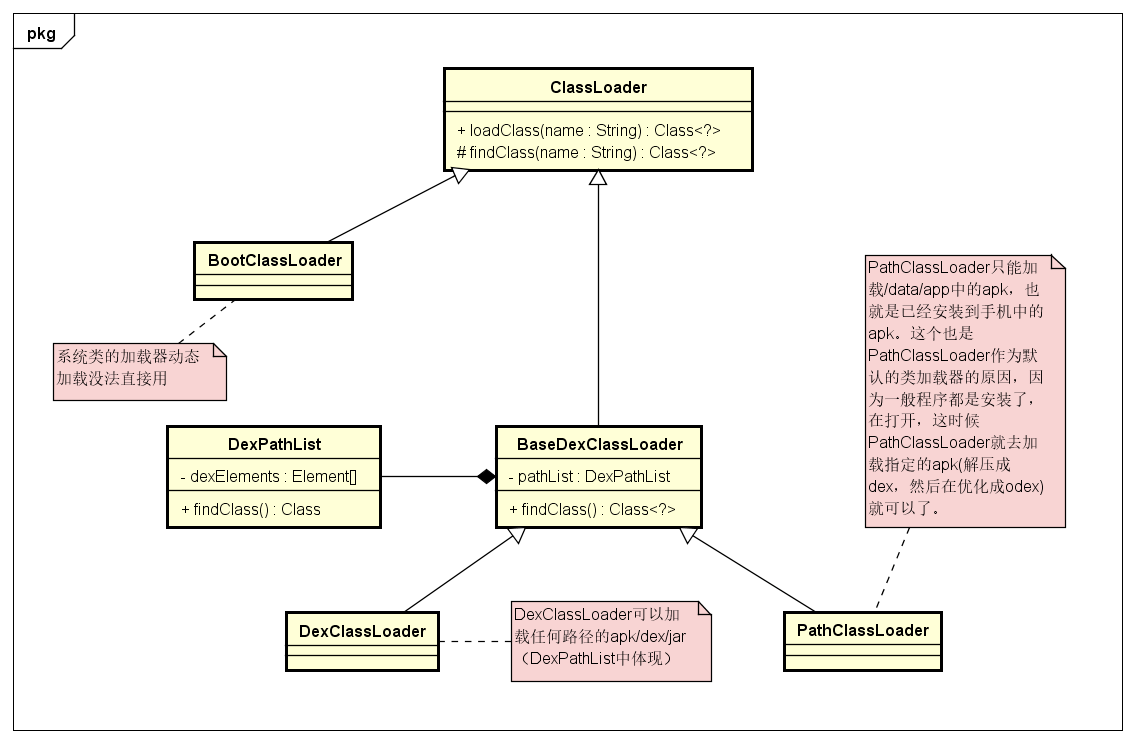 pkg
ClassLoader
+ loadClass(name : String) : Class<?>
# findClass(name : String) : Class<?>
BootClassLoader
系统类的加载器动态
加载没法直接用
PathClassLoader只能加
载/data/app中的apk，也
就是已经安装到手机中的
apk。这个也是
PathClassLoader作为默
认的类加载器的原因，因
为一般程序都是安装了，
在打开，这时候
PathClassLoader就去加
载指定的apk(解压成
dex，然后在优化成odex)
就可以了。
DexPathList
- dexElements : Element[]
+ findClass() : Class
BaseDexClassLoader
- pathList : DexPathList
+ findClass() : Class<?>
DexClassLoader
DexClassLoader可以加
载任何路径的apk/dex/jar
（DexPathList中体现）
PathClassLoader